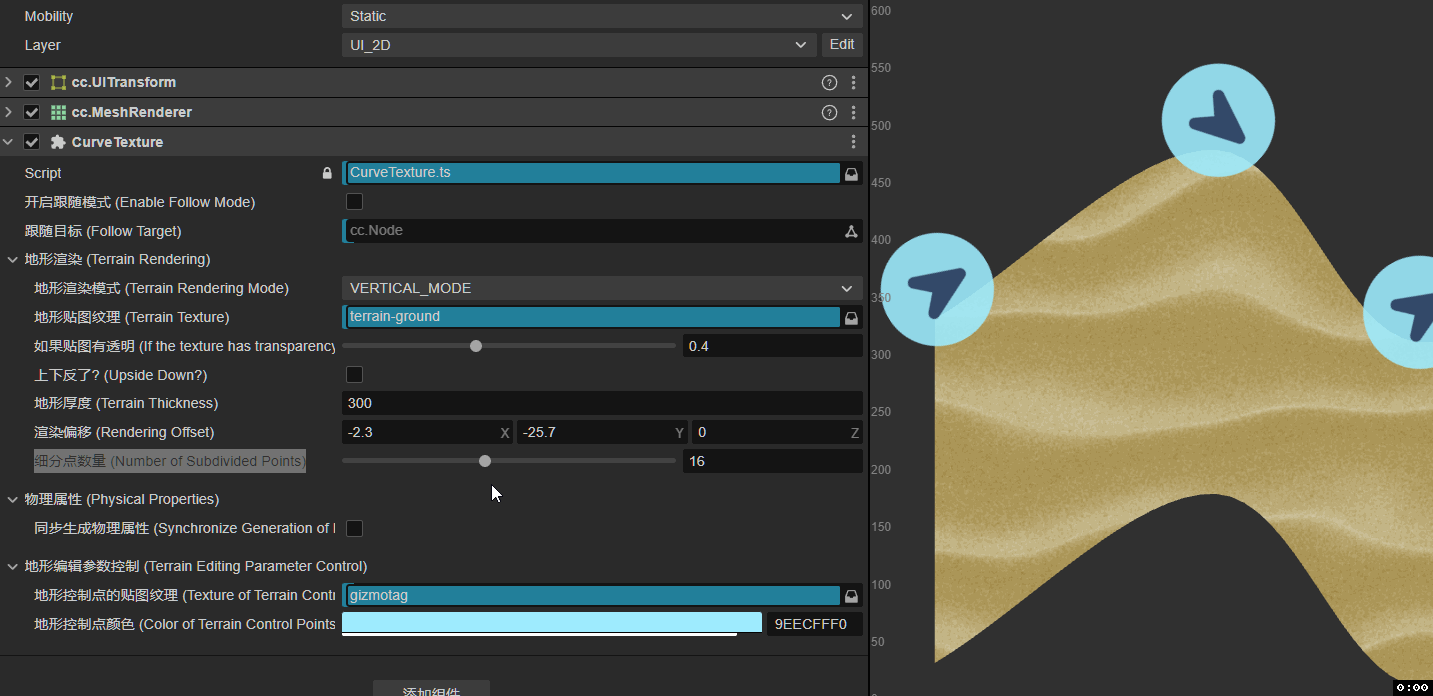 Mobility Static
Layer UI_2D Edit
cc.UITransform
cc.MeshRenderer
CurveTexture
Script CurveTexture.ts
开启跟随模式 (Enable Follow Mode)
跟随目标 (Follow Target) cc.Node
地形渲染 (Terrain Rendering)
地形渲染模式 (Terrain Rendering Mode) VERTICAL_MODE
地形贴图纹理 (Terrain Texture) terrain-ground
如果贴图有透明 (If the texture has transparency 0.4
上下反了? (Upside Down?)
地形厚度 (Terrain Thickness) 300
渲染偏移 (Rendering Offset) -2.3 X -25.7 Y 0 Z
细分点数量 (Number of Subdivided Points) 16
物理属性 (Physical Properties)
同步生成物理属性 (Synchronize Generation of
地形编辑参数控制 (Terrain Editing Parameter Control)
地形控制点的贴图纹理 (Texture of Terrain Contr gizmotag
地形控制点颜色 (Color of Terrain Control Points 9EECFFF0
添加组件
600
550
500
450
400
350
300
250
200
150
100
50
0:00